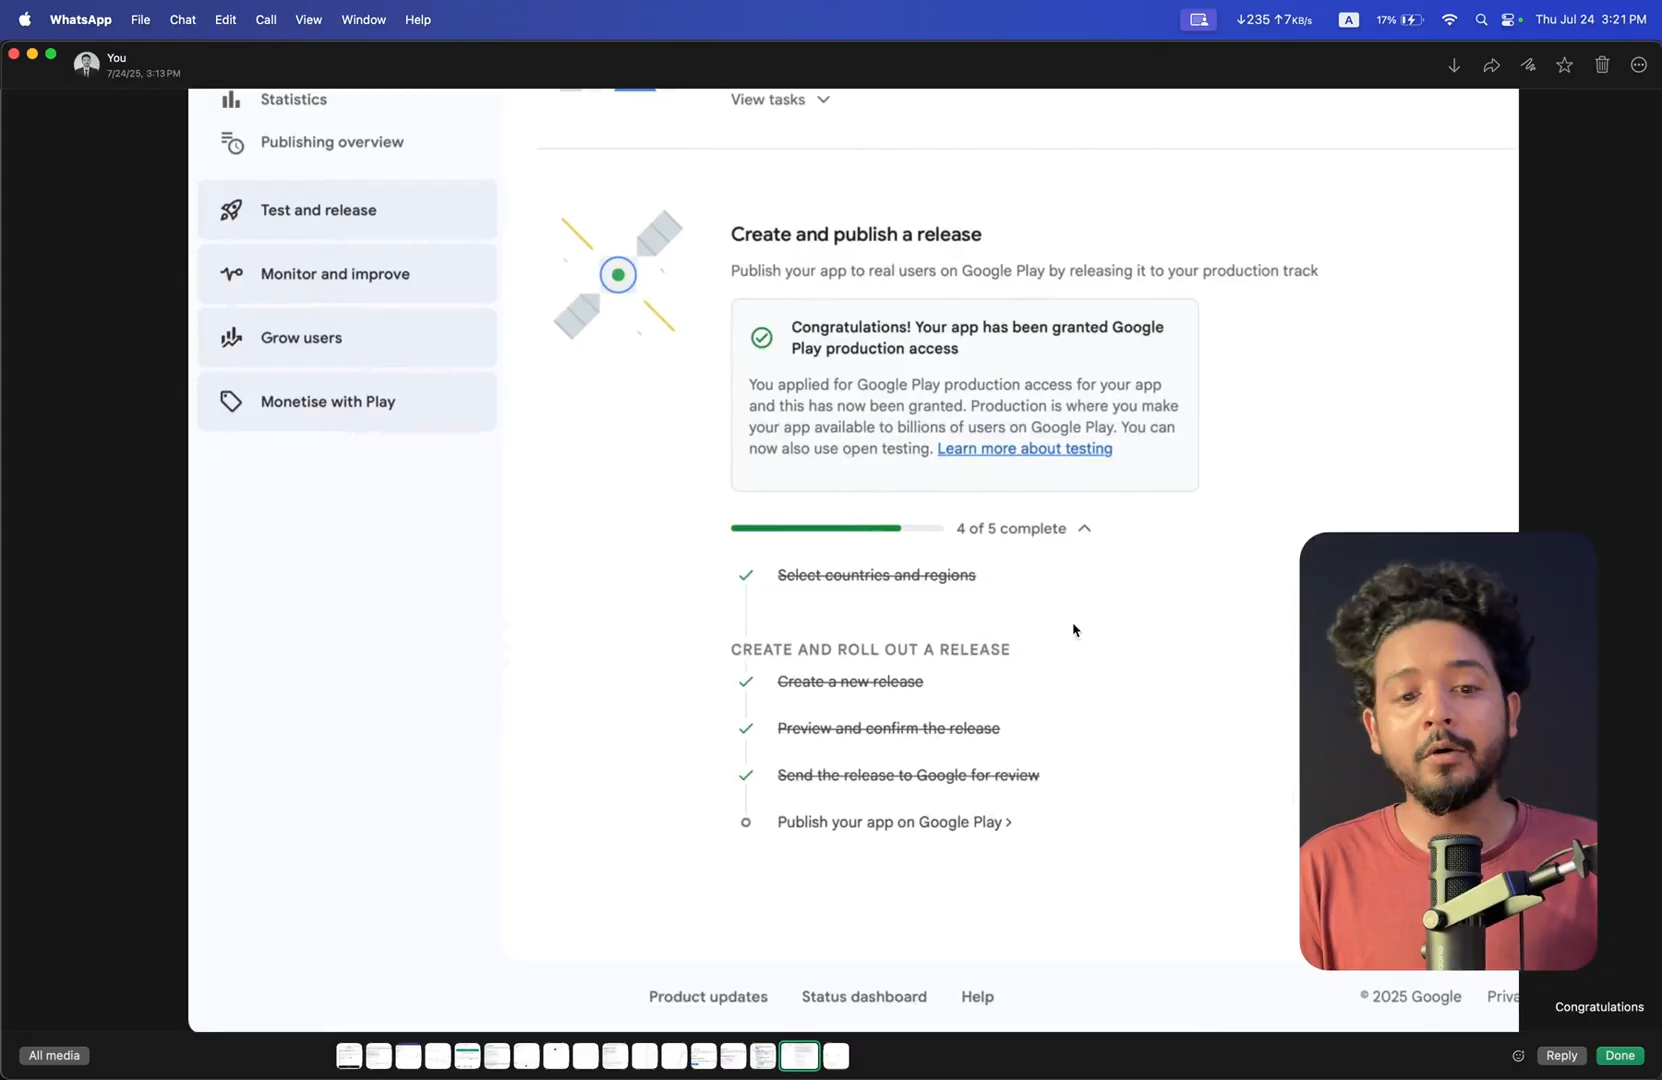 WhatsApp File Chat Edit Call View Window Help
↓235 ↑7KB/s A 17% Thu Jul 24 3:21 PM
You
7/24/25, 3:13 PM
Statistics
Publishing overview
Test and release
Monitor and improve
Grow users
Monetise with Play
View tasks
Create and publish a release
Publish your app to real users on Google Play by releasing it to your production track
Congratulations! Your app has been granted Google
Play production access
You applied for Google Play production access for your app
and this has now been granted. Production is where you make
your app available to billions of users on Google Play. You can
now also use open testing. Learn more about testing
4 of 5 complete
Select countries and regions
CREATE AND ROLL OUT A RELEASE
Create a new release
Preview and confirm the release
Send the release to Google for review
Publish your app on Google Play ›
Product updates Status dashboard Help
© 2025 Google Priva
Congratulations
All media
Reply Done